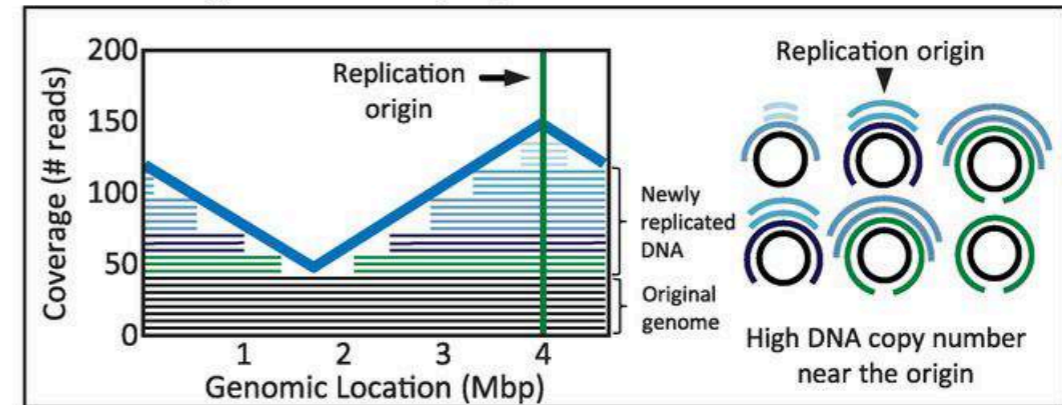 200
150
100
50
0
Coverage (# reads)
Replication
origin
1 2 3 4
Genomic Location (Mbp)
Newly
replicated
DNA
Original
genome
Replication origin
High DNA copy number
near the origin